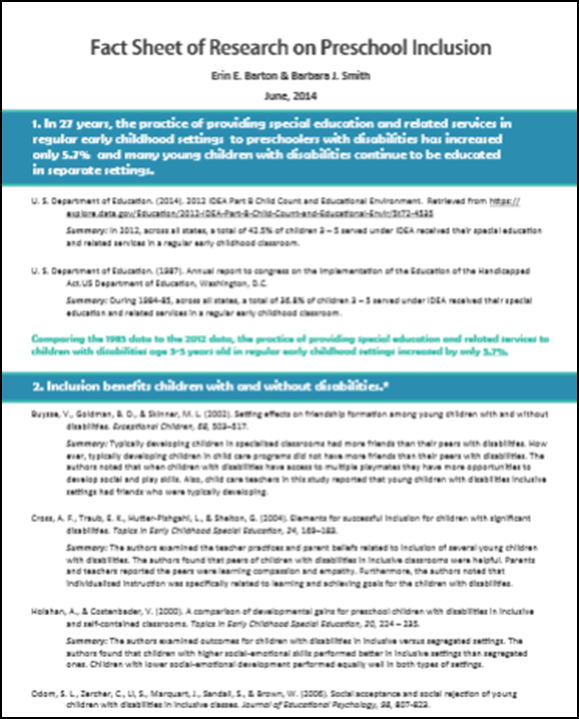 Fact Sheet of Research on Preschool Inclusion
Erin E. Barton & Barbara J. Smith
June, 2014
1. In 27 years, the practice of providing special education and related services in
regular early childhood settings to preschoolers with disabilities has increased
only 5.7% and many young children with disabilities continue to be educated
in separate settings.
U. S. Department of Education. (2014). 2012 IDEA Part B Child Count and Educational Environment. Retrieved from https://
explore.data.gov/Education/2012-IDEA-Part-B-Child-Count-and-Educational-Envir/5t72-4535
Summary: In 2012, across all states, a total of 42.5% of children 3 – 5 served under IDEA received their special education
and related services in a regular early childhood classroom.
U. S. Department of Education. (1987). Annual report to congress on the implementation of the Education of the Handicapped
Act.US Department of Education, Washington, D.C.
Summary: During 1984-85, across all states, a total of 36.8% of children 3 – 5 served under IDEA received their special
education and related services in a regular early childhood classroom.
Comparing the 1985 data to the 2012 data, the practice of providing special education and related services to
children with disabilities age 3-5 years old in regular early childhood settings increased by only 5.7%.
2. Inclusion benefits children with and without disabilities.*
Buysse, V., Goldman, B. D., & Skinner, M. L. (2002). Setting effects on friendship formation among young children with and without
disabilities. Exceptional Children, 68, 503–517.
Summary: Typically developing children in specialized classrooms had more friends than their peers with disabilities. How
ever, typically developing children in child care programs did not have more friends than their peers with disabilities. The
authors noted that when children with disabilities have access to multiple playmates they have more opportunities to
develop social and play skills. Also, child care teachers in this study reported that young children with disabilities inclusive
settings had friends who were typically developing.
Cross, A. F., Traub, E. K., Hutter-Pishgahi, L., & Shelton, G. (2004). Elements for successful inclusion for children with significant
disabilities. Topics in Early Childhood Special Education, 24, 169–183.
Summary: The authors examined the teacher practices and parent beliefs related to inclusion of several young children
with disabilities. The authors found that peers of children with disabilities in inclusive classrooms were helpful. Parents
and teachers reported the peers were learning compassion and empathy. Furthermore, the authors noted that
individualized instruction was specifically related to learning and achieving goals for the children with disabilities.
Holahan, A., & Costenbader, V. (2000). A comparison of developmental gains for preschool children with disabilities in inclusive
and self-contained classrooms. Topics in Early Childhood Special Education, 20, 224 – 235.
Summary: The authors examined outcomes for children with disabilities in inclusive versus segregated settings. The
authors found that children with higher social-emotional skills performed better in inclusive settings than segregated
ones. Children with lower social-emotional development performed equally well in both types of settings.
Odom, S. L., Zercher, C., Li, S., Marquart, J., Sandall, S., & Brown, W. (2006). Social acceptance and social rejection of young
children with disabilities in inclusive classes. Journal of Educational Psychology, 98, 807-823.